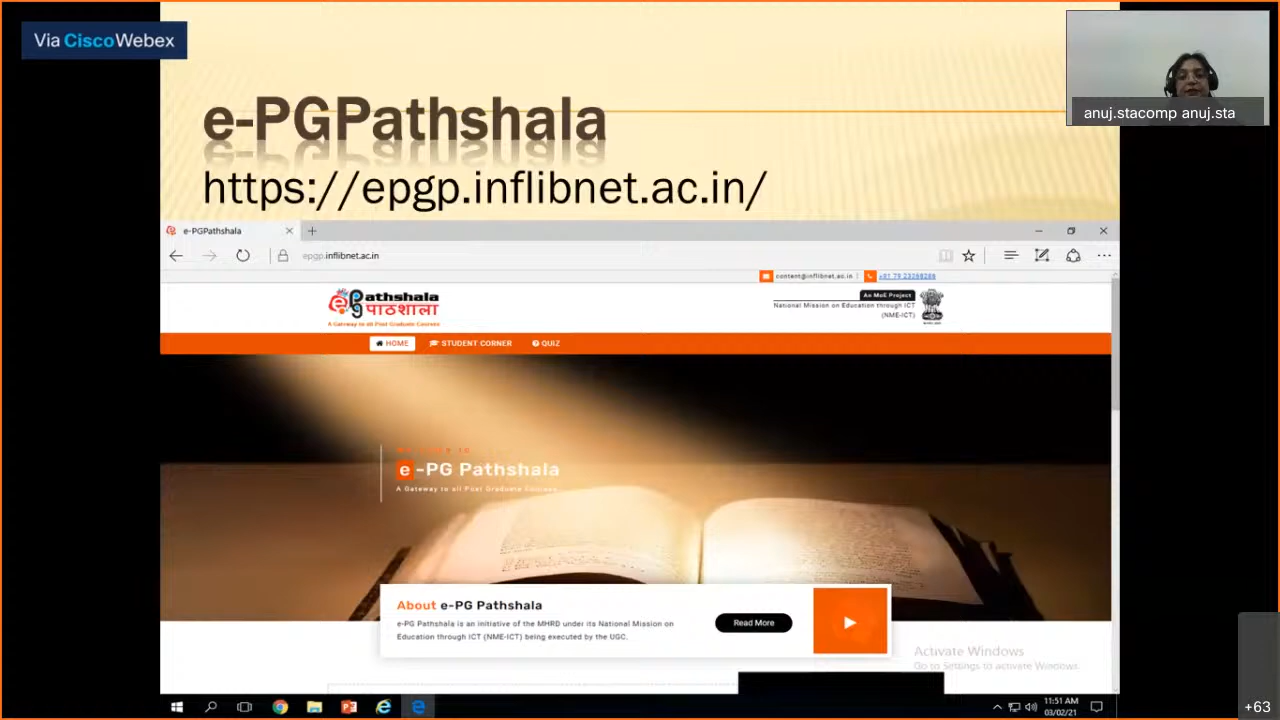 Via CiscoWebex
anuj.stacomp anuj.sta
e-PGPathshala
https://epgp.inflibnet.ac.in/
e-PGPathshala
epgp.inflibnet.ac.in
content@inflibnet.ac.in
+91 79 23268286
ePGPathshala
पाठशाला
A Gateway to all Post Graduate Courses
An MoE Project
National Mission on Education through ICT
(NME-ICT)
HOME STUDENT CORNER QUIZ
e-PG Pathshala
A Gateway to all Post Graduate Courses
About e-PG Pathshala
e-PG Pathshala is an initiative of the MHRD under its National Mission on
Education through ICT (NME-ICT) being executed by the UGC.
Read More
Activate Windows
Go to Settings to activate Windows.
11:51 AM
03/02/21
+63